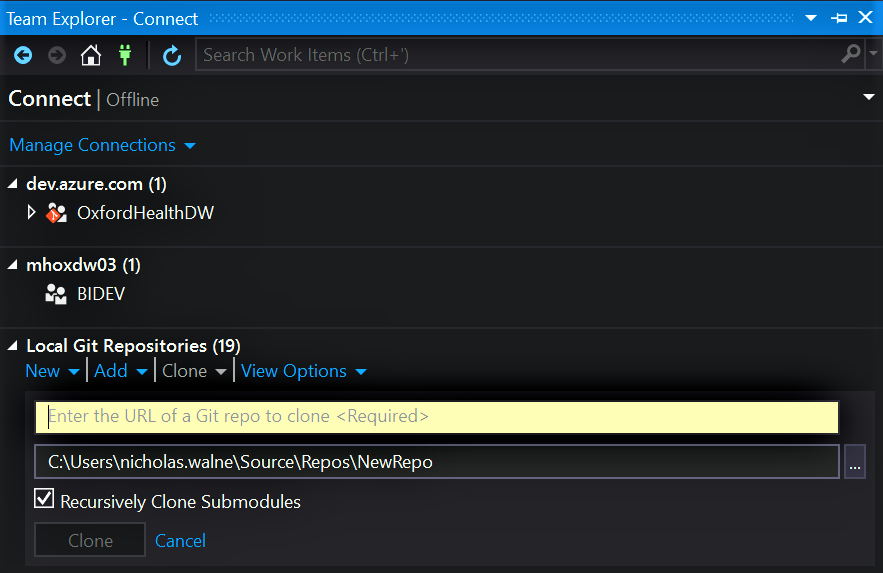 Team Explorer - Connect
Search Work Items (Ctrl+')
Connect | Offline
Manage Connections
dev.azure.com (1)
OxfordHealthDW
mhoxdw03 (1)
BIDEV
Local Git Repositories (19)
New | Add | Clone | View Options
Enter the URL of a Git repo to clone <Required>
C:\Users\nicholas.walne\Source\Repos\NewRepo ...
Recursively Clone Submodules
Clone Cancel